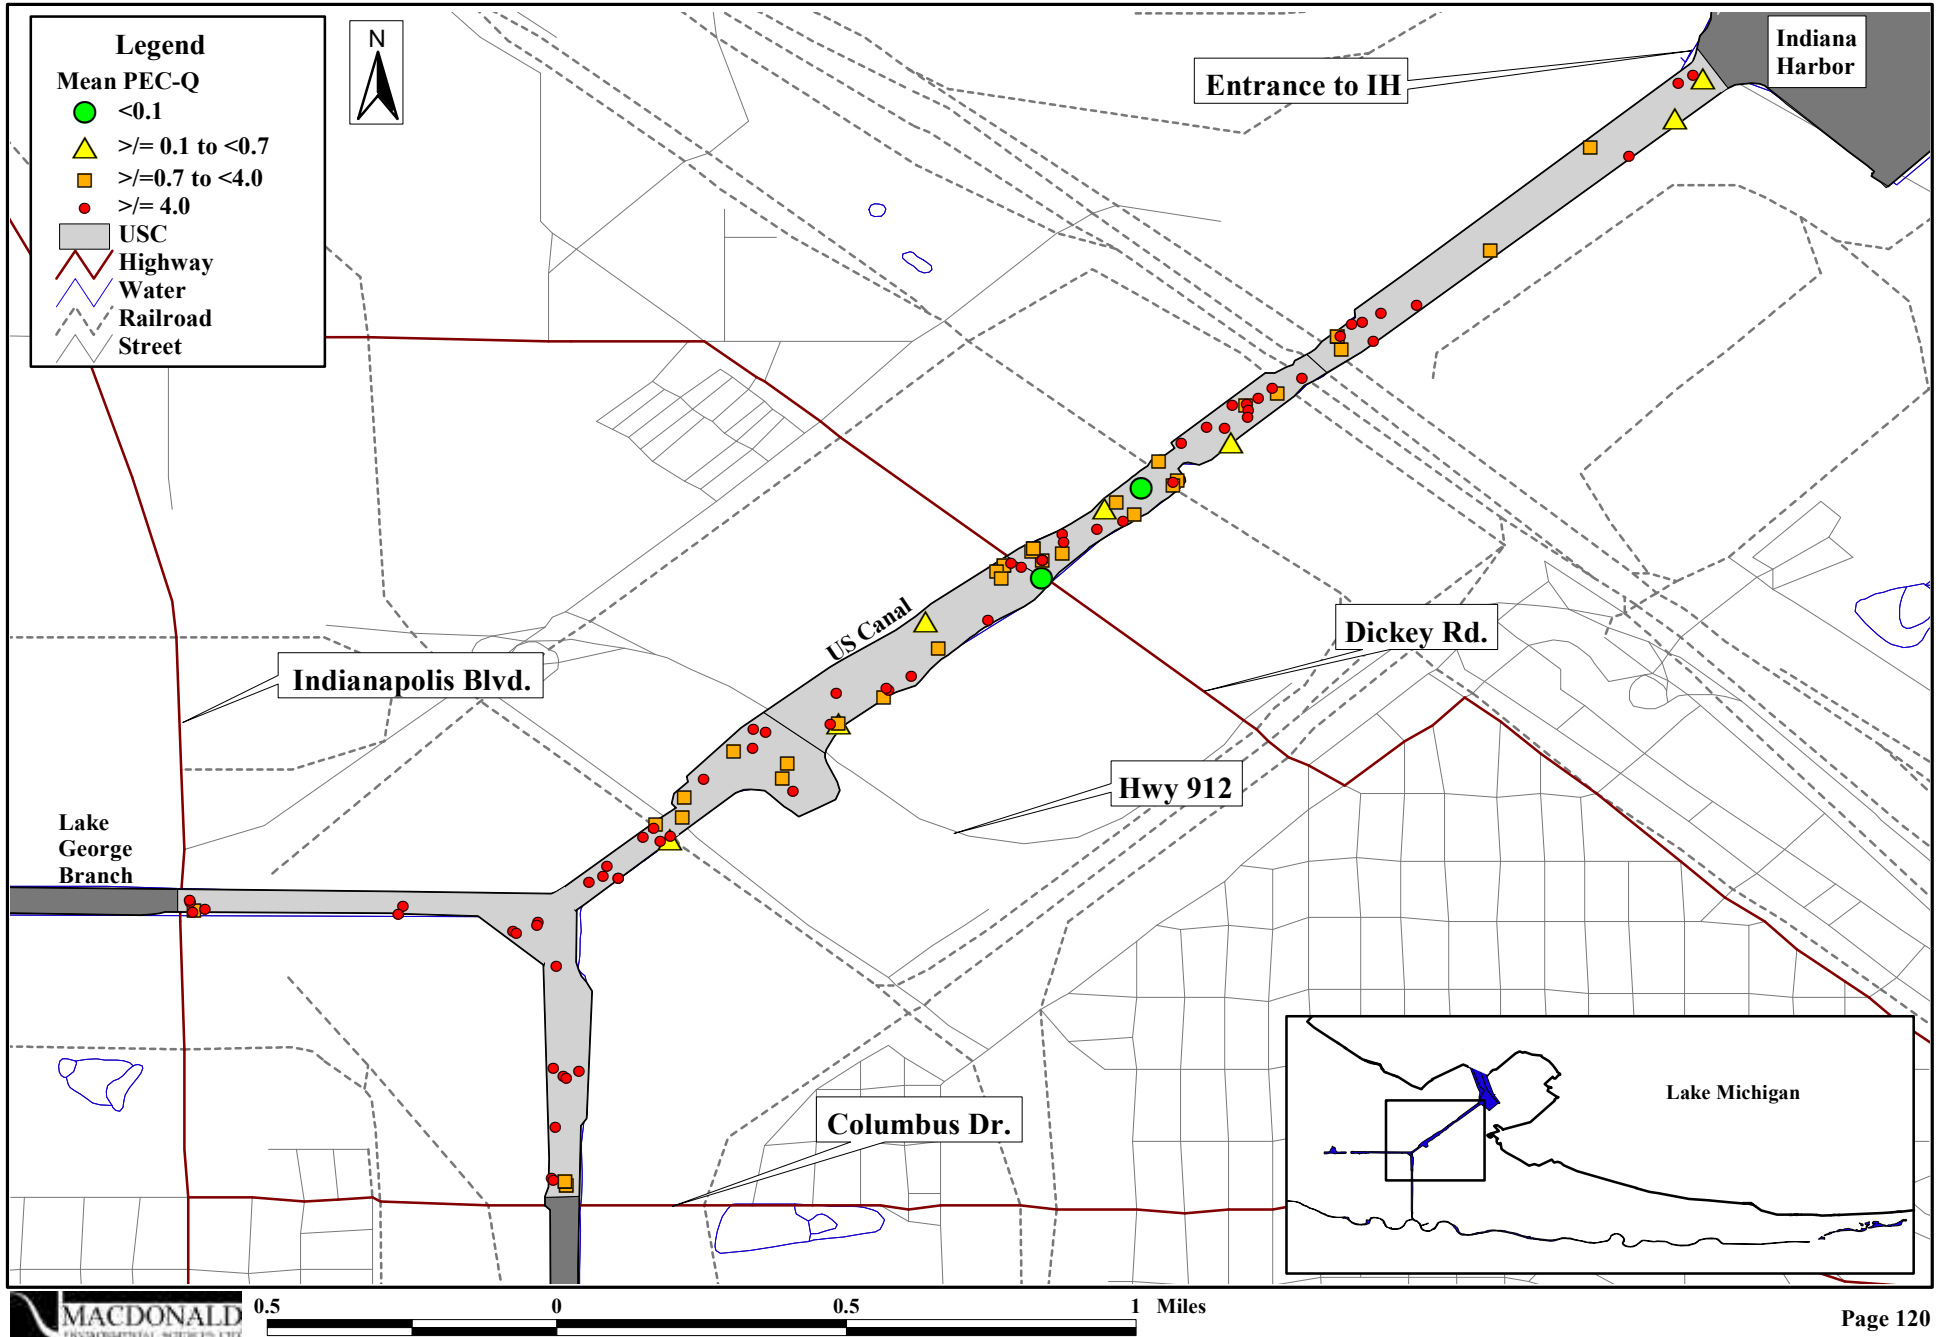 Legend
Mean PEC-Q
<0.1
>/= 0.1 to <0.7
>/=0.7 to <4.0
>/= 4.0
USC
Highway
Water
Railroad
Street
N
Entrance to IH
Indiana
Harbor
US Canal
Dickey Rd.
Indianapolis Blvd.
Hwy 912
Lake
George
Branch
Columbus Dr.
Lake Michigan
MACDONALD
0.5 0 0.5 1 Miles
Page 120